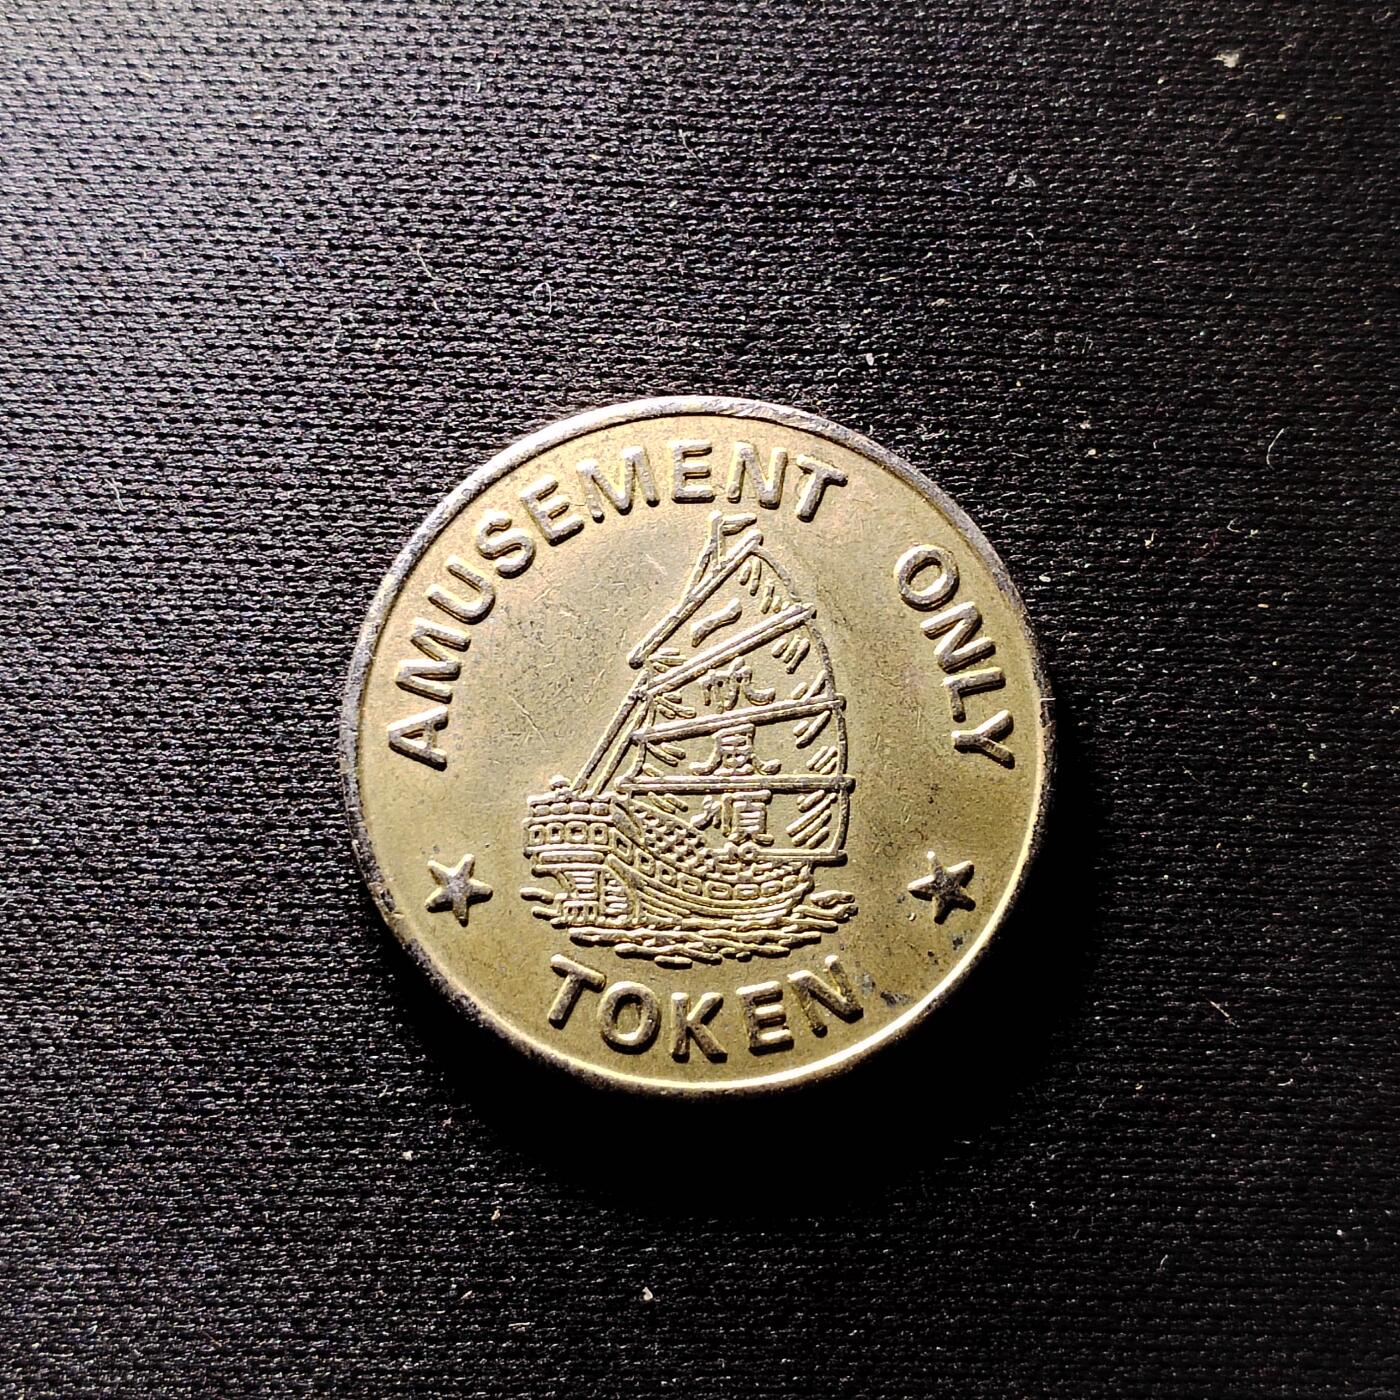 AMUSEMENT ONLY
一
帆
風
順
TOKEN